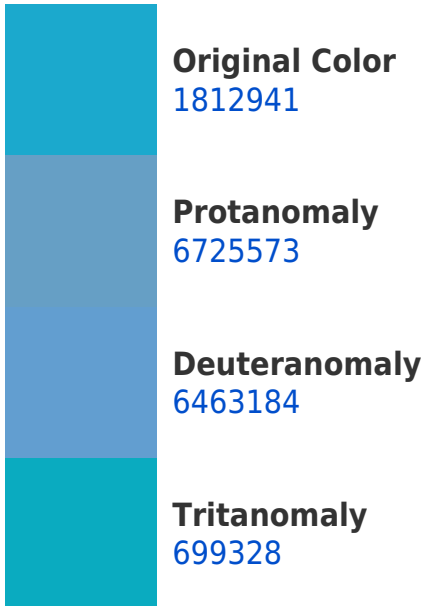 Original Color
1812941
Protanomaly
6725573
Deuteranomaly
6463184
Tritanomaly
699328